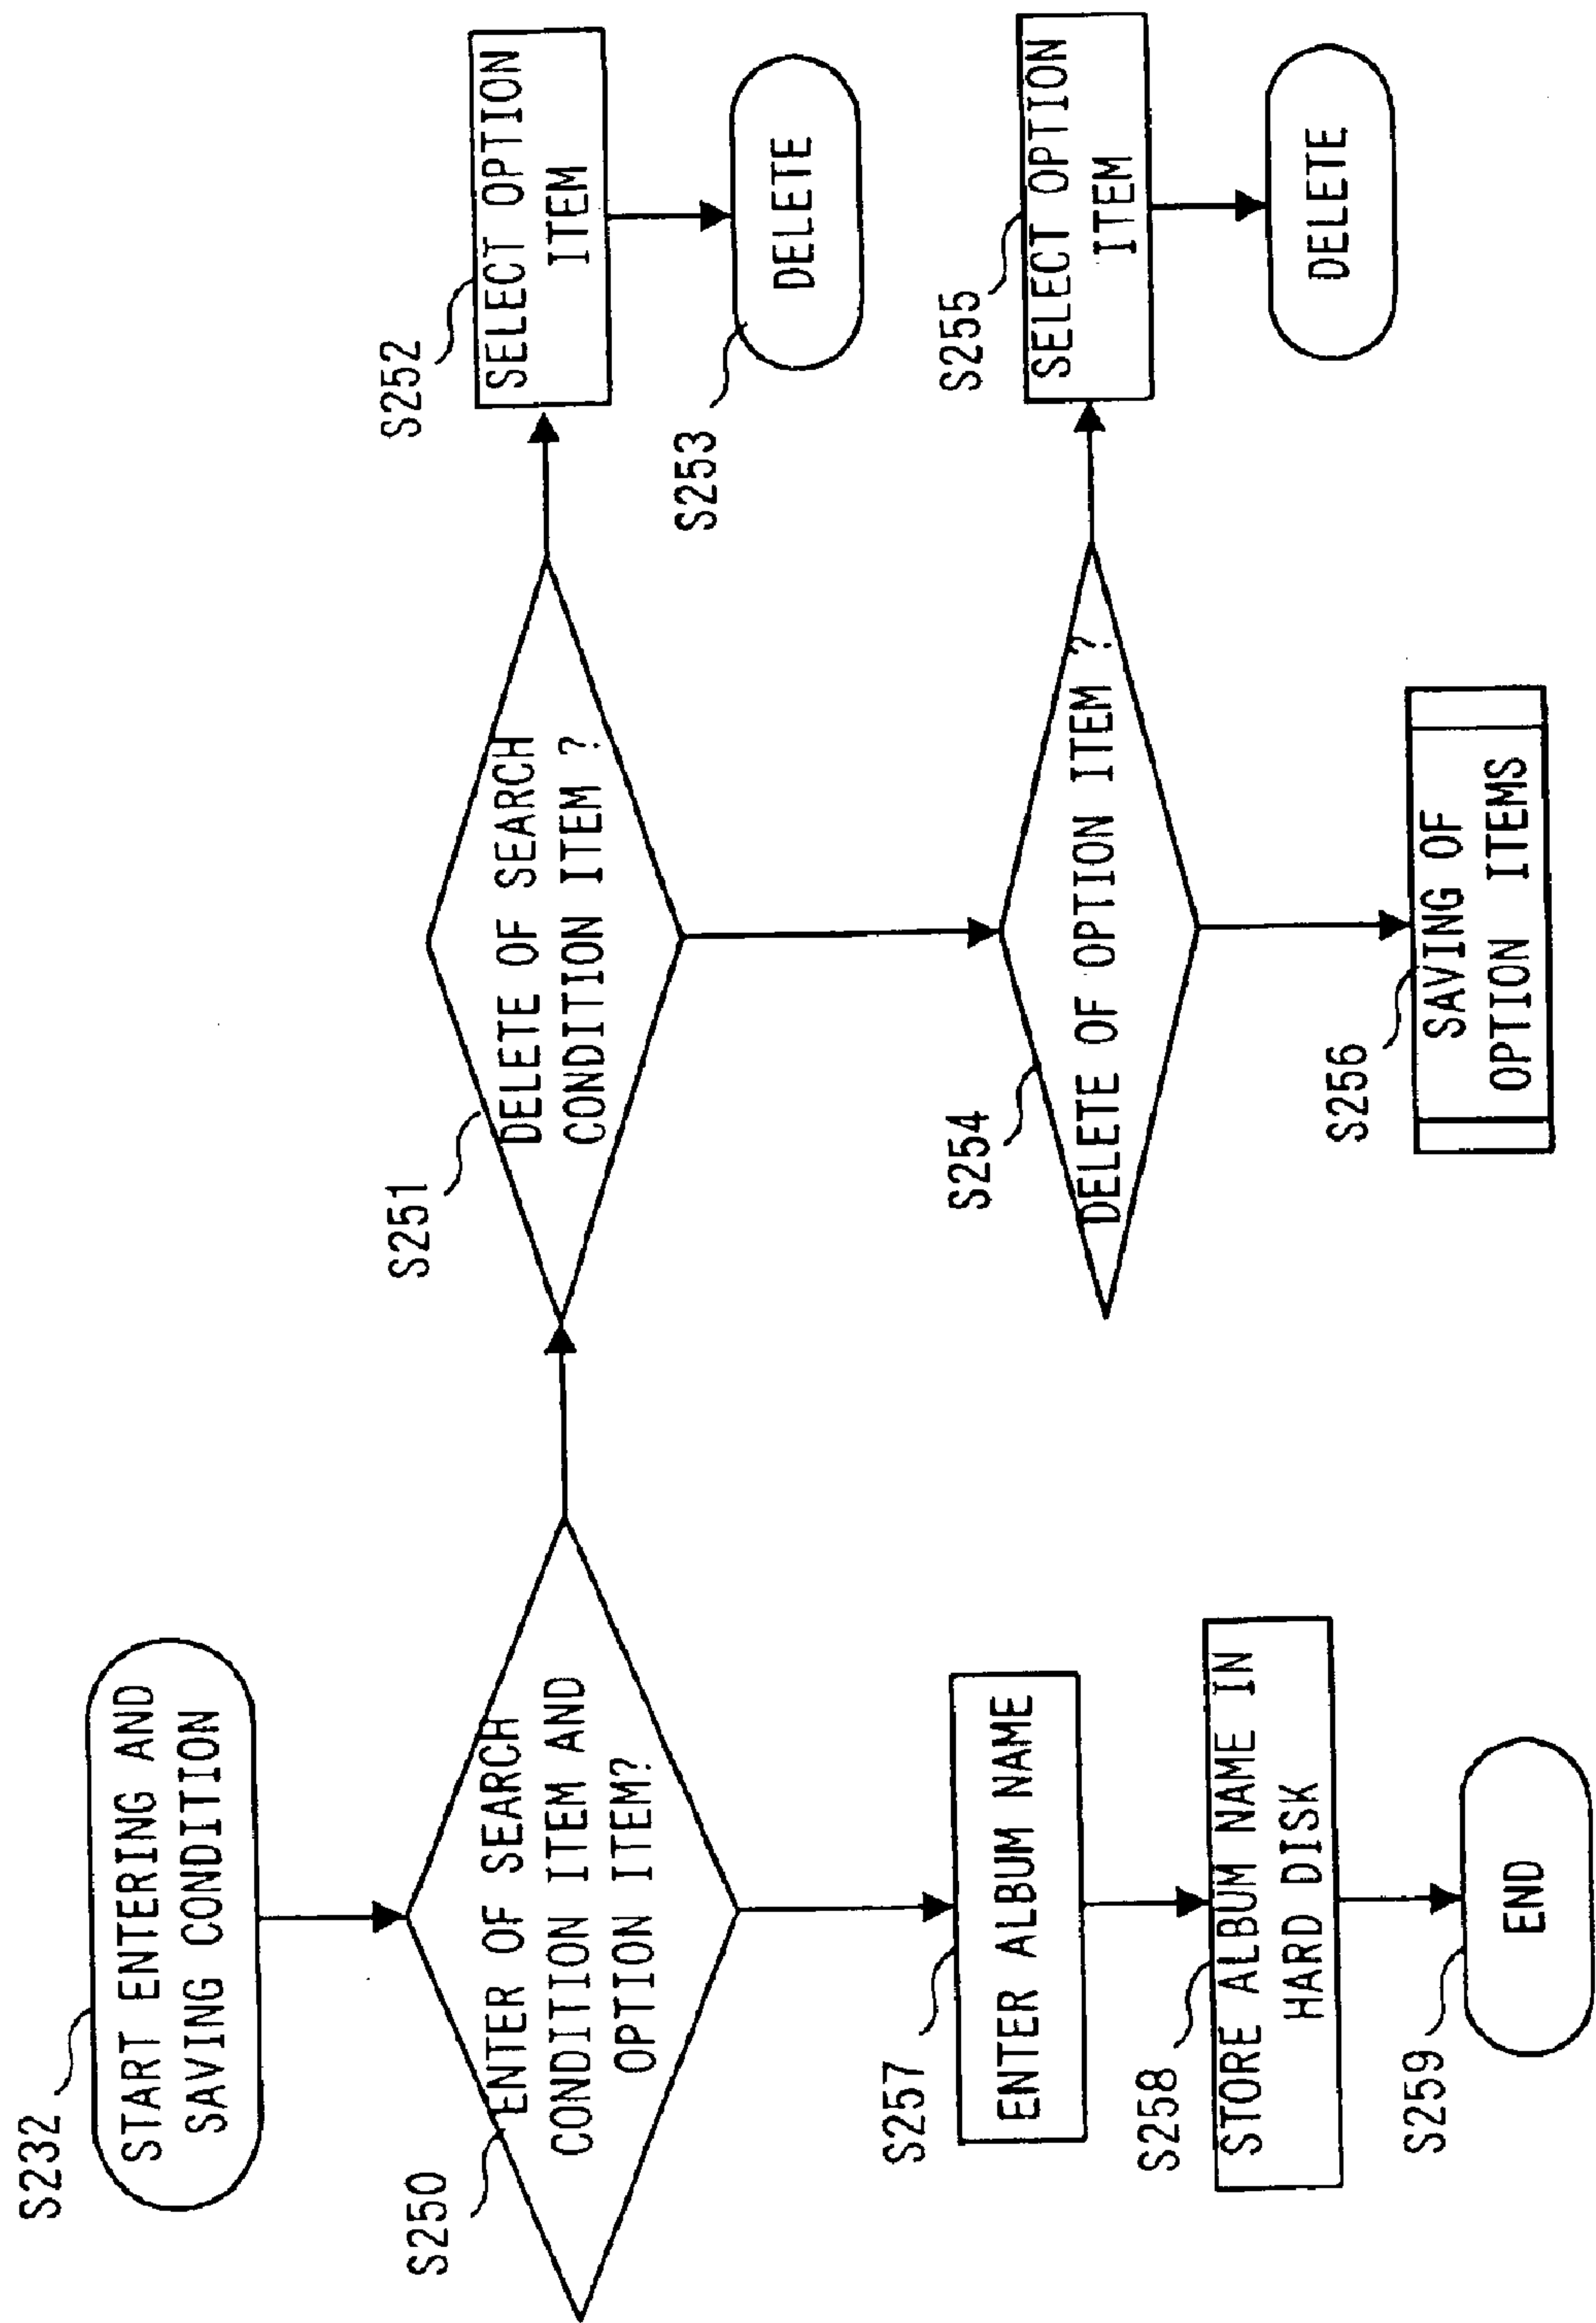 S232
START ENTERING AND
SAVING CONDITION
S250
ENTER OF SEARCH
CONDITION ITEM AND
OPTION ITEM?
S257
ENTER ALBUM NAME
S258
STORE ALBUM NAME IN
HARD DISK
S259
END
S251
DELETE OF SEARCH
CONDITION ITEM ?
S252
SELECT OPTION
ITEM
S253
DELETE
S254
DELETE OF OPTION ITEM ?
S255
SELECT OPTION
ITEM
DELETE
S256
SAVING OF
OPTION ITEMS